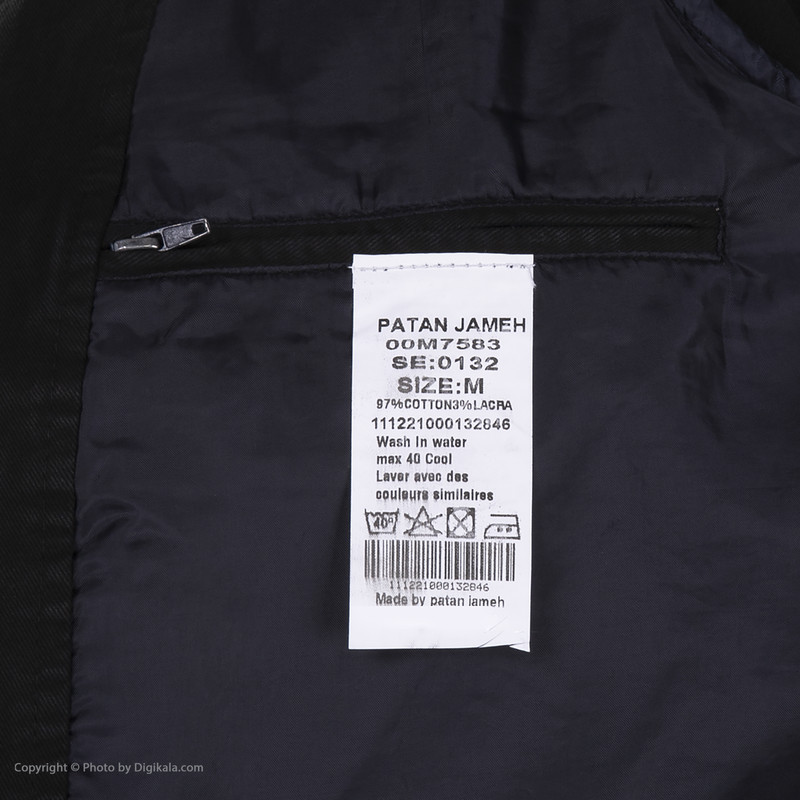 PATAN JAMEH
00M7583
SE:0132
SIZE:M
97%COTTON3%LACRA
111221000132846
Wash In water
max 40 Cool
Laver avec des
couleurs similaires
40°
111221000132846
Made by patan jameh
Copyright © Photo by Digikala.com